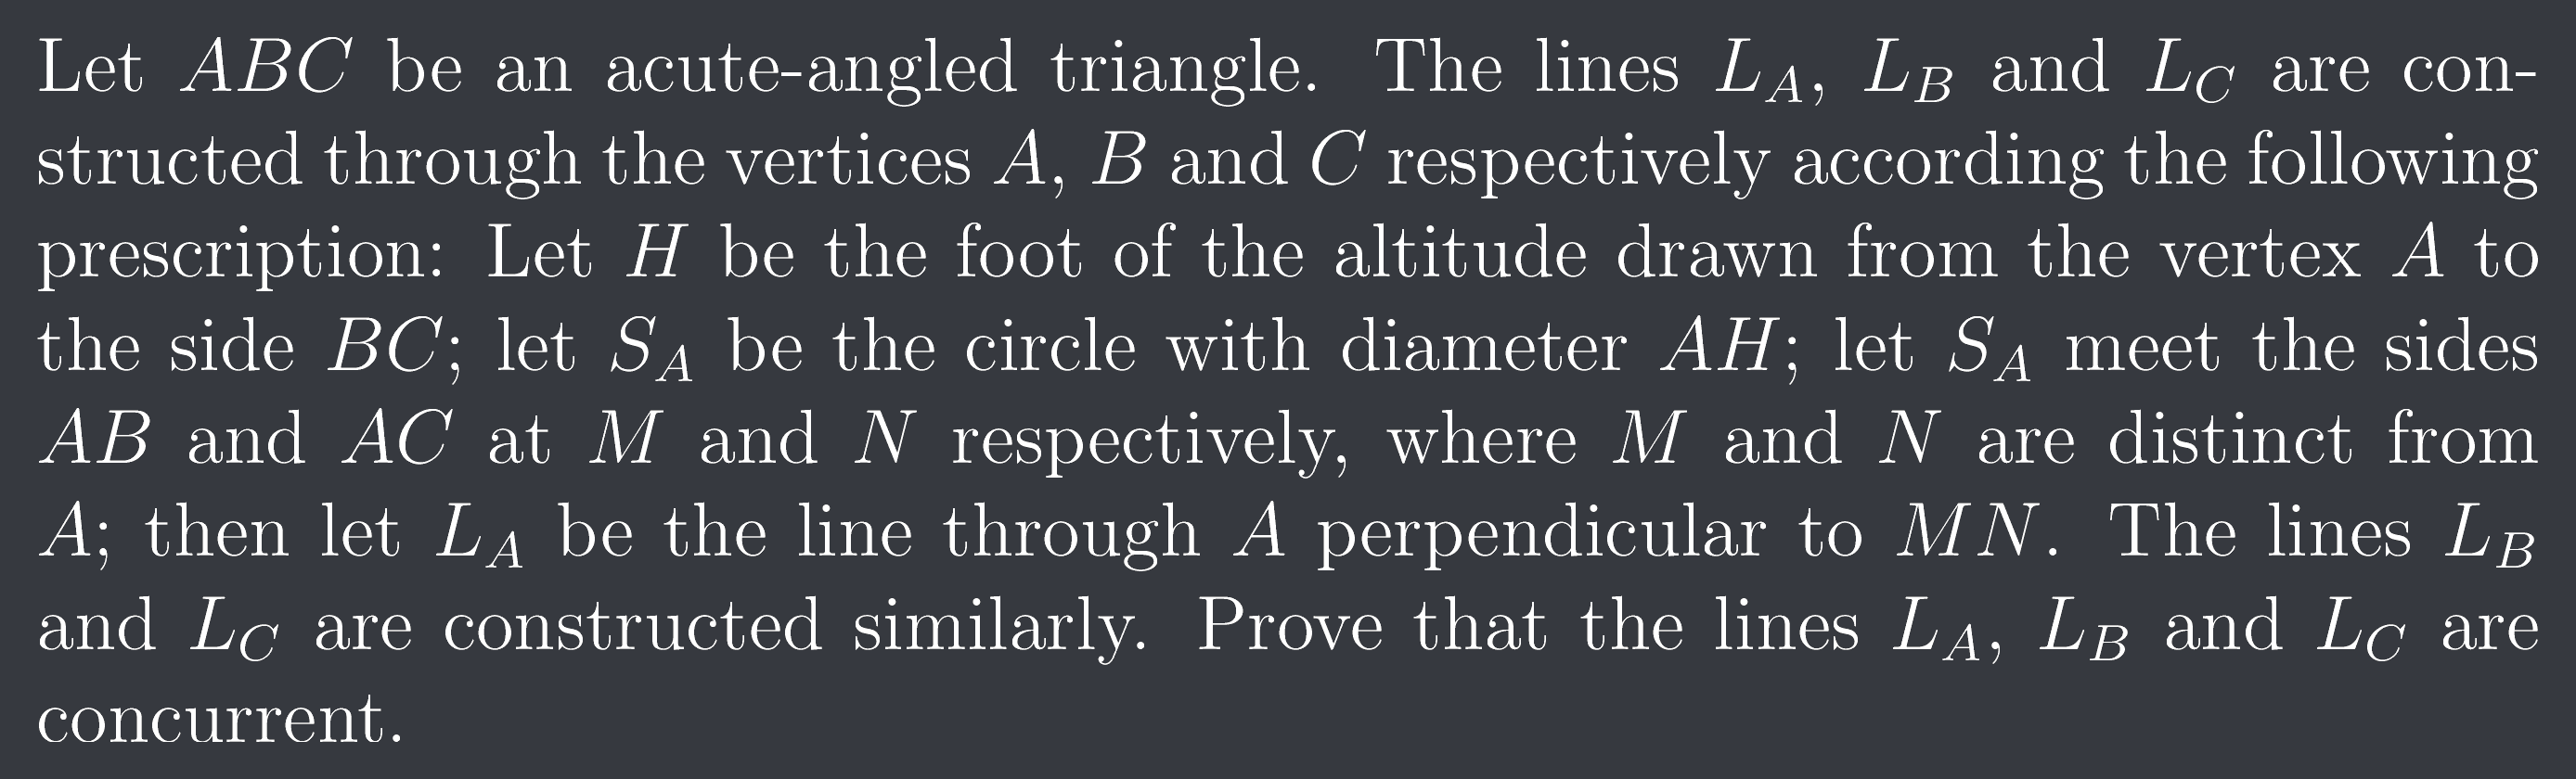 Let ABC be an acute-angled triangle. The lines L_A, L_B and L_C are con-
structed through the vertices A, B and C respectively according the following
prescription: Let H be the foot of the altitude drawn from the vertex A to
the side BC; let S_A be the circle with diameter AH; let S_A meet the sides
AB and AC at M and N respectively, where M and N are distinct from
A; then let L_A be the line through A perpendicular to MN. The lines L_B
and L_C are constructed similarly. Prove that the lines L_A, L_B and L_C are
concurrent.